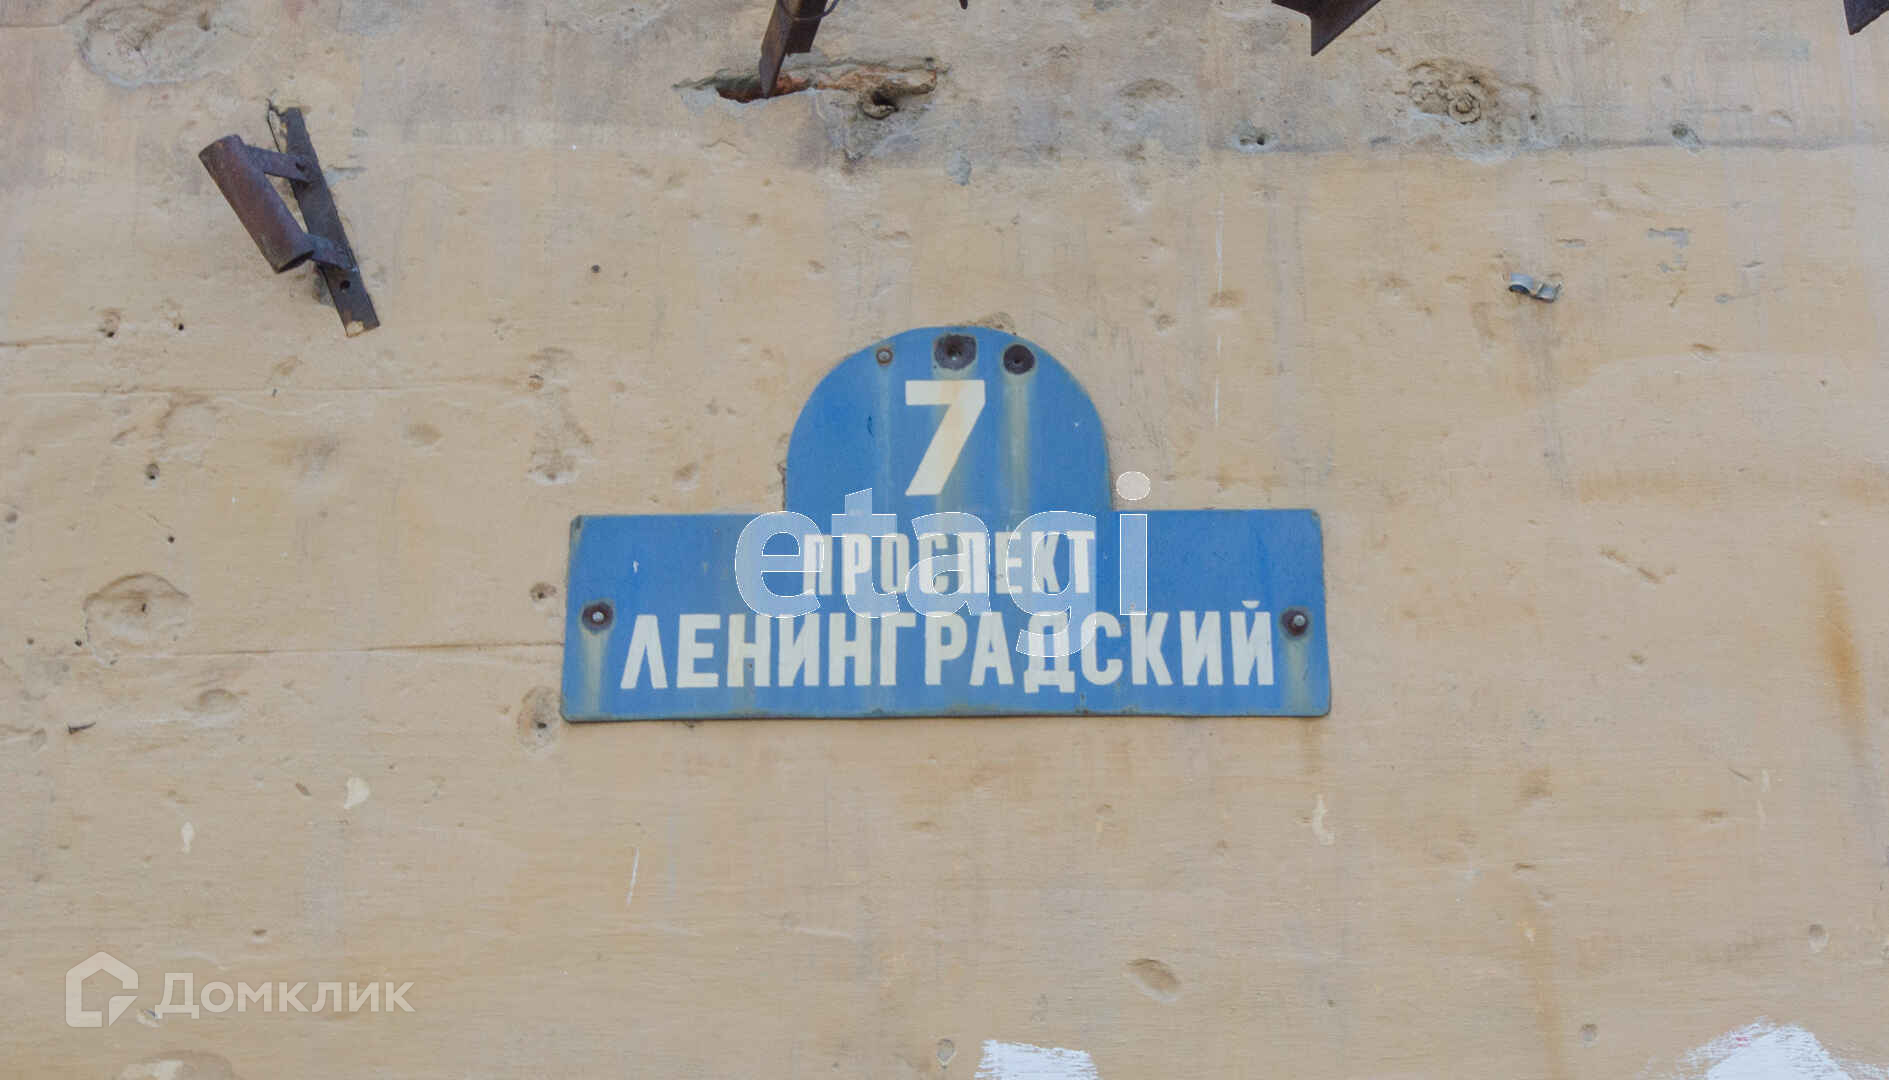 7
ПРОСПЕКТ
etagi
ЛЕНИНГРАДСКИЙ
Домклик